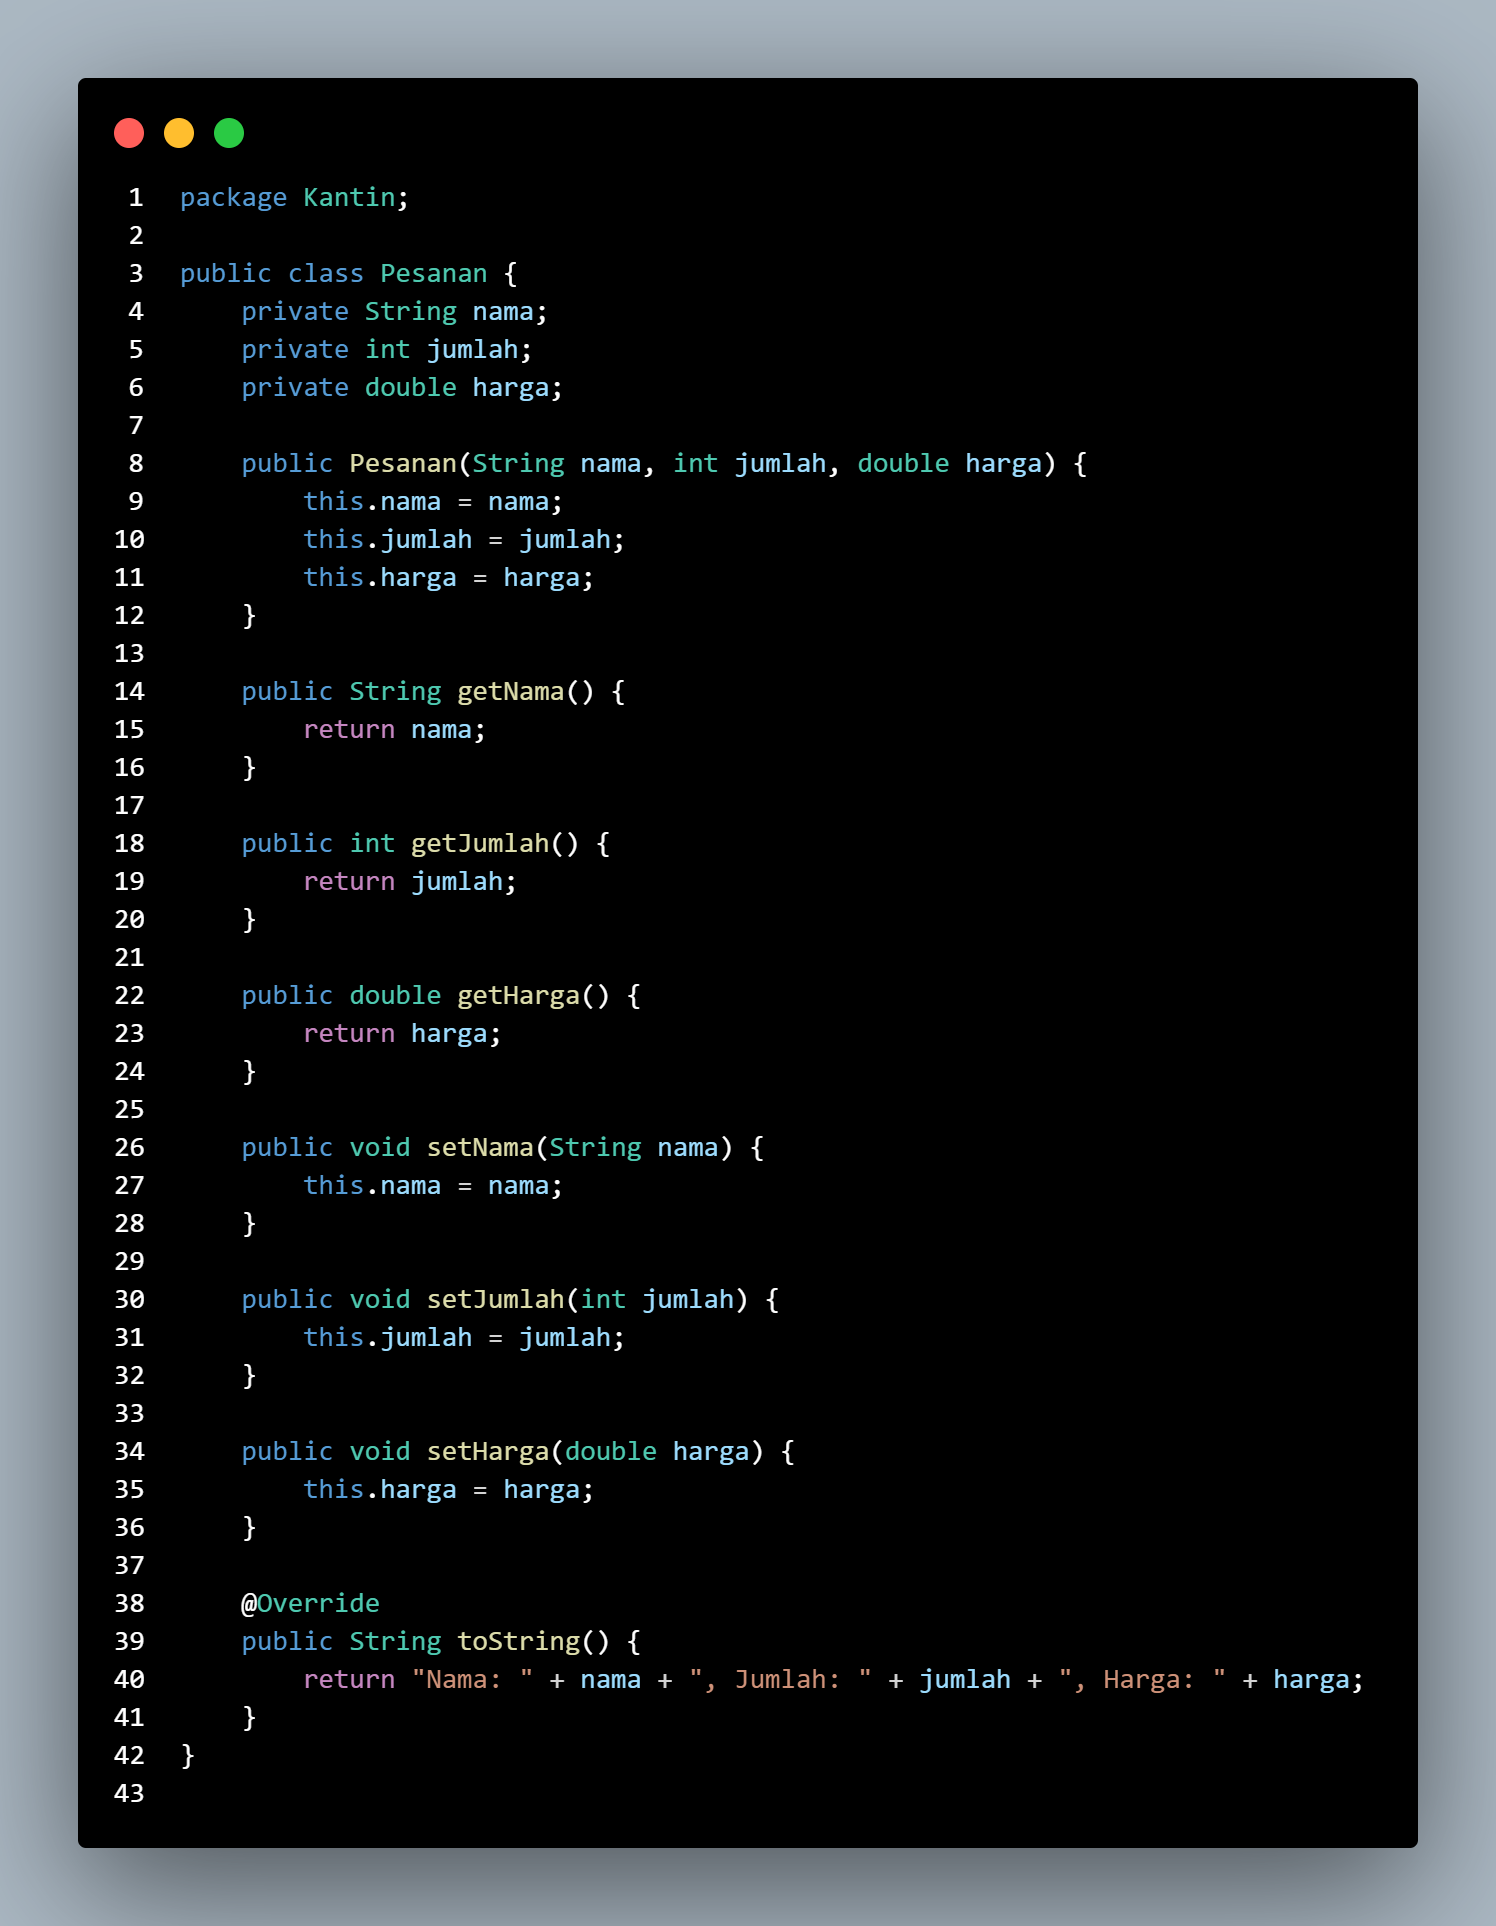 1 package Kantin;
2
3 public class Pesanan {
4     private String nama;
5     private int jumlah;
6     private double harga;
7
8     public Pesanan(String nama, int jumlah, double harga) {
9         this.nama = nama;
10         this.jumlah = jumlah;
11         this.harga = harga;
12     }
13
14     public String getNama() {
15         return nama;
16     }
17
18     public int getJumlah() {
19         return jumlah;
20     }
21
22     public double getHarga() {
23         return harga;
24     }
25
26     public void setNama(String nama) {
27         this.nama = nama;
28     }
29
30     public void setJumlah(int jumlah) {
31         this.jumlah = jumlah;
32     }
33
34     public void setHarga(double harga) {
35         this.harga = harga;
36     }
37
38     @Override
39     public String toString() {
40         return "Nama: " + nama + ", Jumlah: " + jumlah + ", Harga: " + harga;
41     }
42 }
43